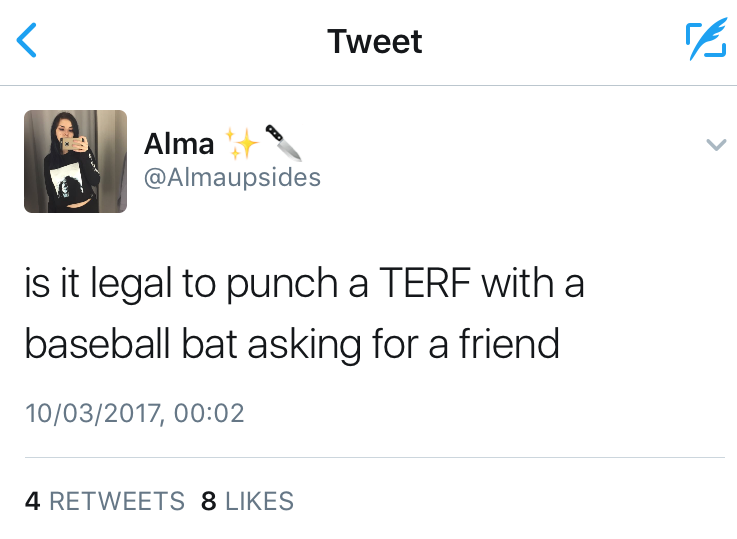 Tweet
Alma ✨🔪
@Almaupsides
is it legal to punch a TERF with a
baseball bat asking for a friend
10/03/2017, 00:02
4 RETWEETS 8 LIKES